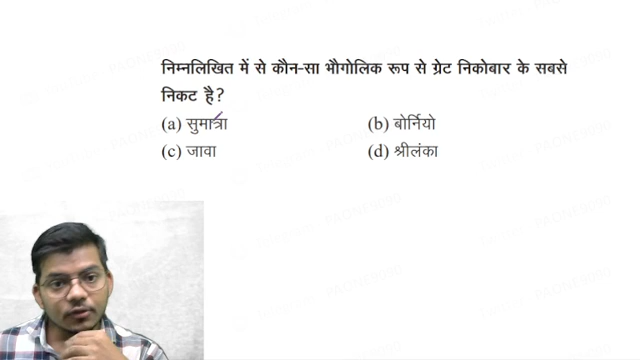 निम्नलिखित में से कौन-सा भौगोलिक रूप से ग्रेट निकोबार के सबसे
निकट है?
(a) सुमात्रा (b) बोर्नियो
(c) जावा (d) श्रीलंका